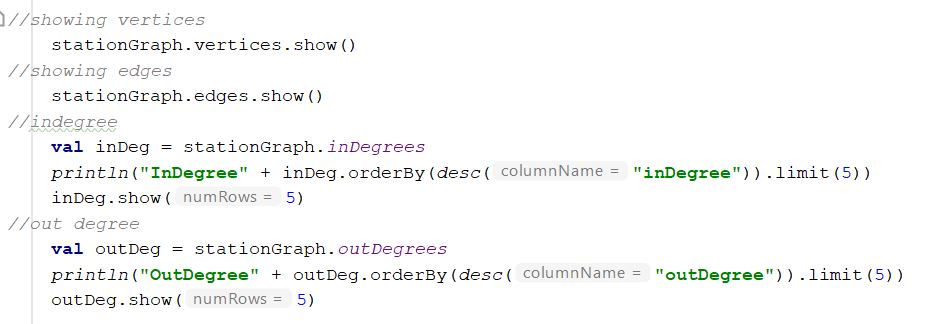 //showing vertices
stationGraph.vertices.show()
//showing edges
stationGraph.edges.show()
//indegree
val inDeg = stationGraph.inDegrees
println("InDegree" + inDeg.orderBy(desc( columnName = "inDegree")).limit(5))
inDeg.show( numRows = 5)
//out degree
val outDeg = stationGraph.outDegrees
println("OutDegree" + outDeg.orderBy(desc( columnName = "outDegree")).limit(5))
outDeg.show( numRows = 5)